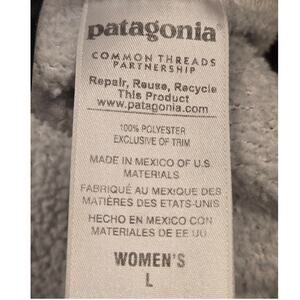 patagonia®
COMMON THREADS
PARTNERSHIP
Repair, Reuse, Recycle
This Product
www.patagonia.com
100% POLYESTER
EXCLUSIVE OF TRIM
MADE IN MEXICO OF U.S.
MATERIALS
FABRIQUÉ AU MEXIQUE DES
MATIÈRES DES ETATS-UNIS
HECHO EN MEXICO CON
MATERIALES DE EE UU
WOMEN'S
L